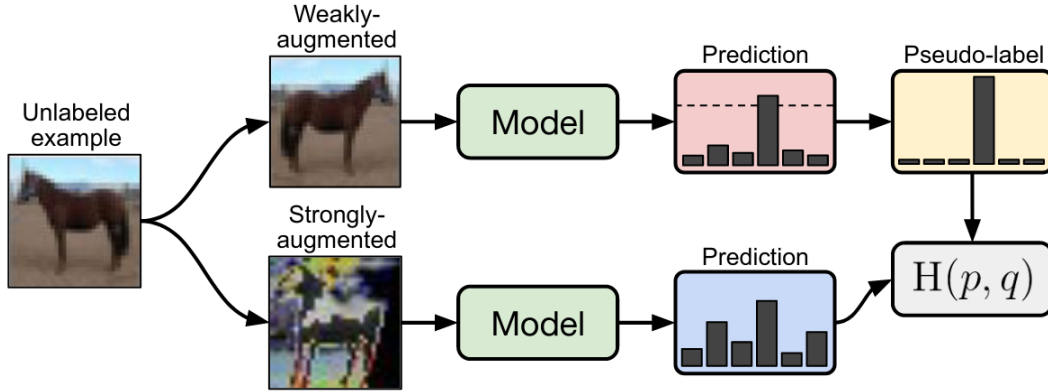 Unlabeled
example
Weakly-
augmented
Model
Prediction
Pseudo-label
Strongly-
augmented
Model
Prediction
H(p, q)